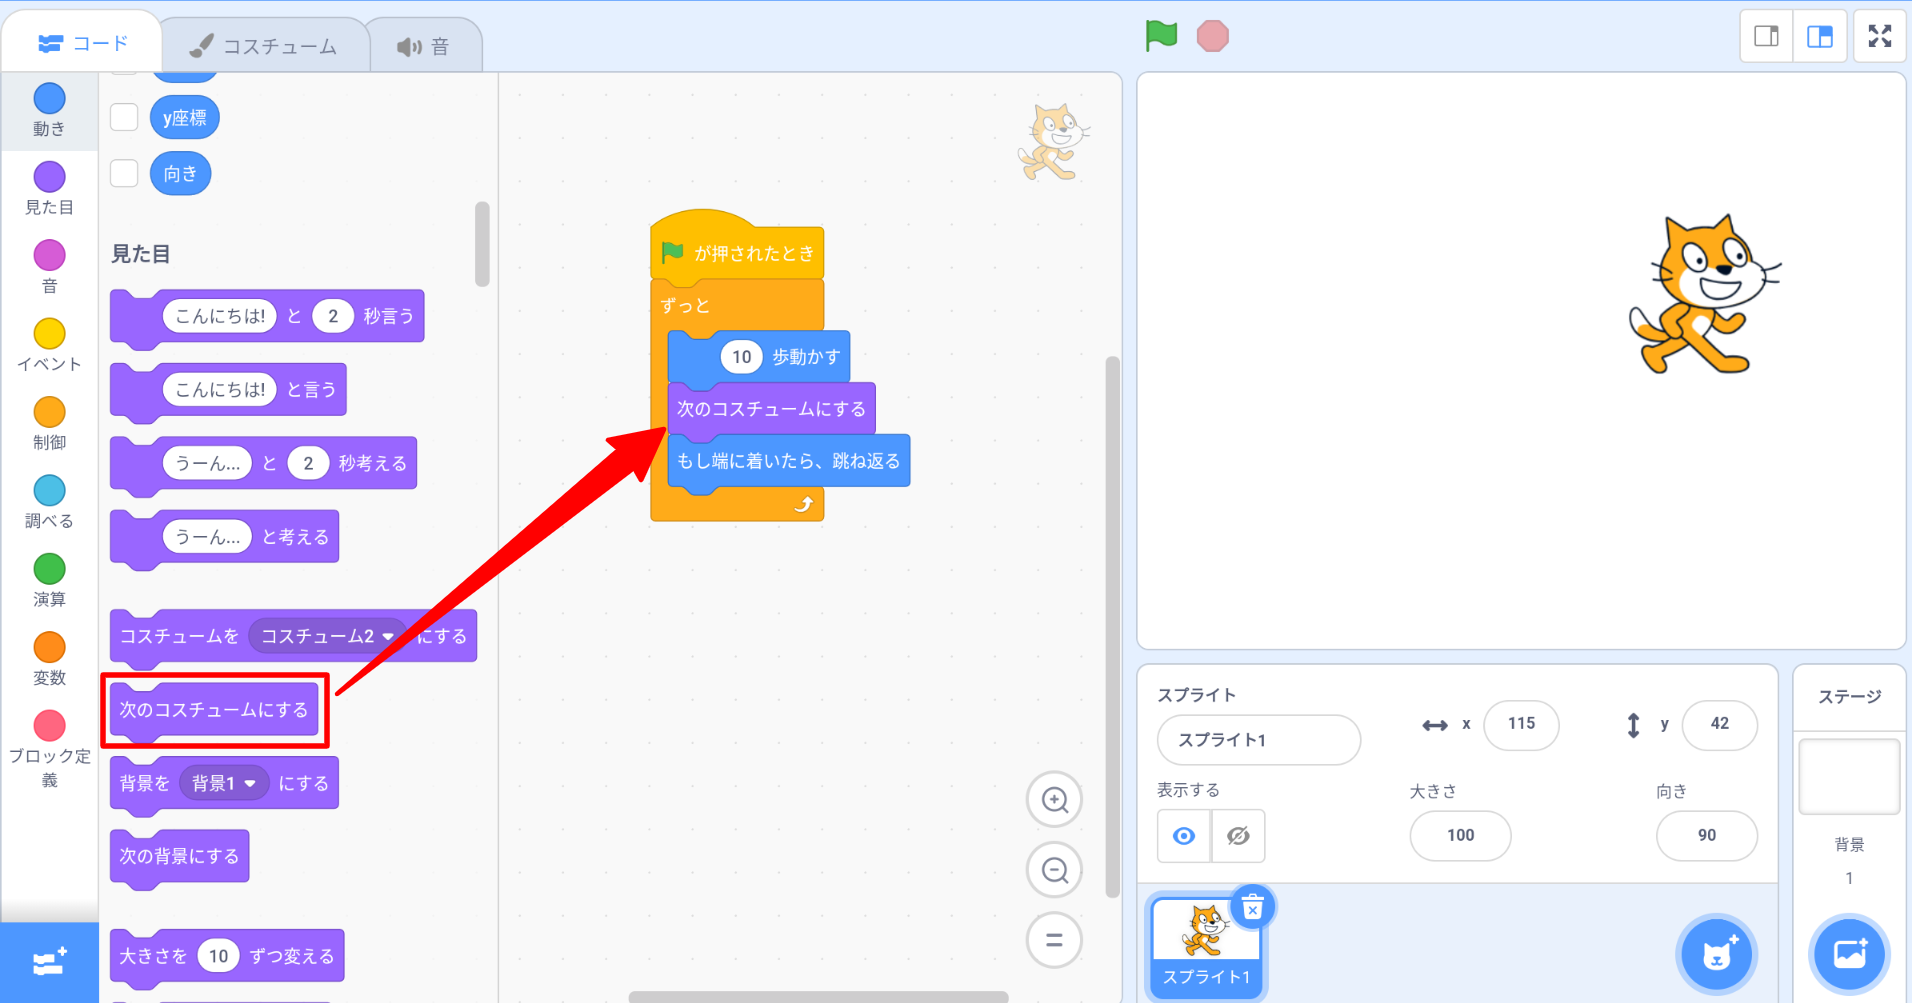 コード
コスチューム
音
動き
見た目
音
イベント
制御
調べる
演算
変数
ブロック定
義
y座標
向き
見た目
こんにちは! と 2 秒言う
こんにちは! と言う
うーん... と 2 秒考える
うーん... と考える
コスチュームを コスチューム2 にする
次のコスチュームにする
背景を 背景1 にする
次の背景にする
大きさを 10 ずつ変える
が押されたとき
ずっと
10 歩動かす
次のコスチュームにする
もし端に着いたら、跳ね返る
スプライト
スプライト1
x 115
y 42
表示する
大きさ
100
向き
90
スプライト1
ステージ
背景
1